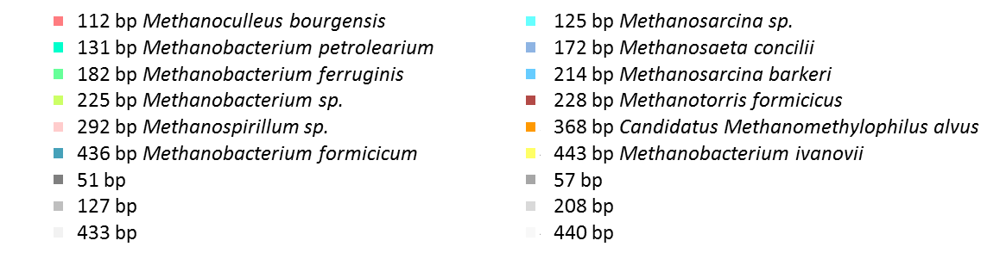 112 bp Methanoculleus bourgensis
131 bp Methanobacterium petrolearium
182 bp Methanobacterium ferruginis
225 bp Methanobacterium sp.
292 bp Methanospirillum sp.
436 bp Methanobacterium formicicum
51 bp
127 bp
433 bp
125 bp Methanosarcina sp.
172 bp Methanosaeta concilii
214 bp Methanosarcina barkeri
228 bp Methanotorris formicicus
368 bp Candidatus Methanomethylophilus alvus
443 bp Methanobacterium ivanovii
57 bp
208 bp
440 bp